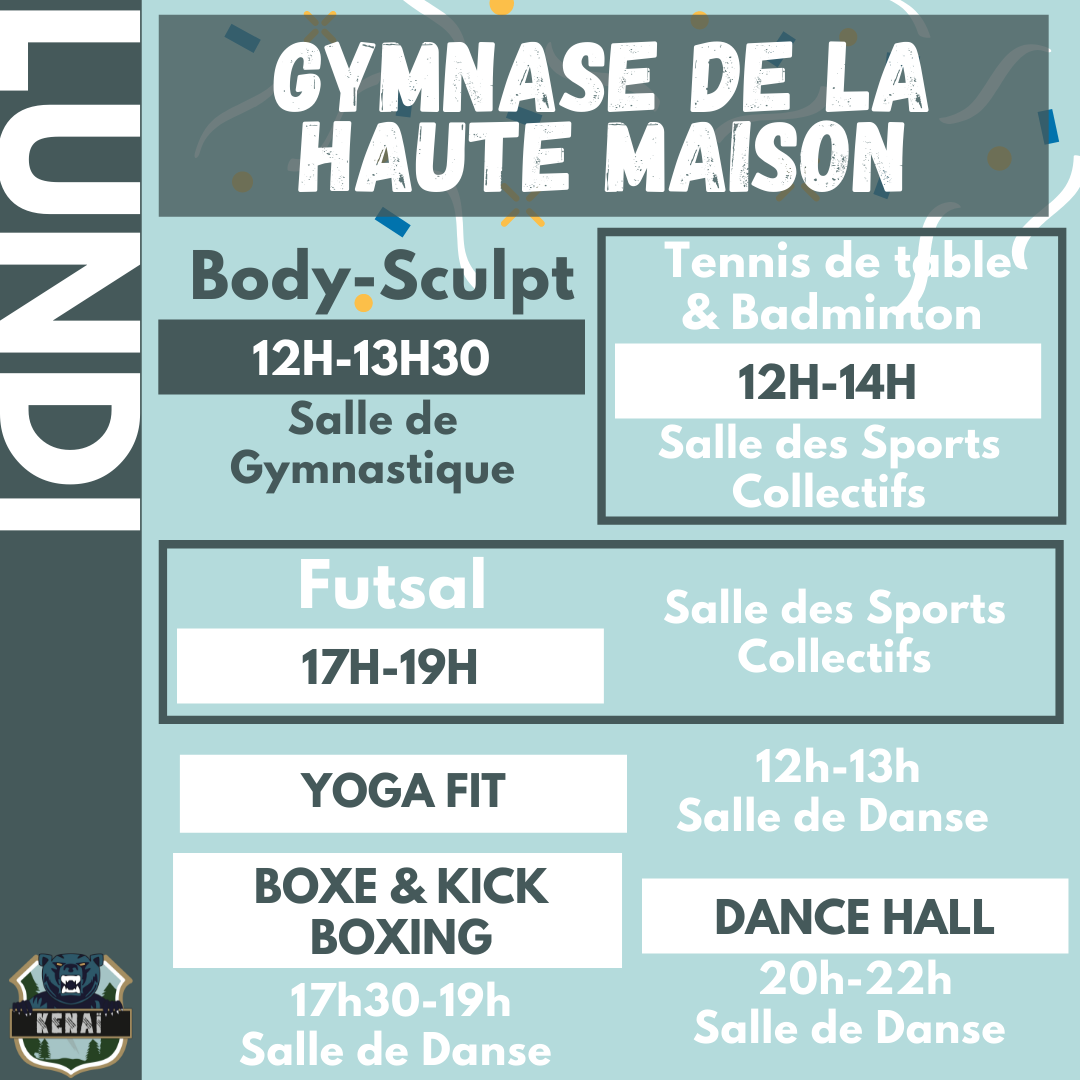 LUNDI
GYMNASE DE LA
HAUTE MAISON
Body-Sculpt
12H-13H30
Salle de
Gymnastique
Tennis de table
& Badminton
12H-14H
Salle des Sports
Collectifs
Futsal
17H-19H
Salle des Sports
Collectifs
YOGA FIT
12h-13h
Salle de Danse
BOXE & KICK
BOXING
17h30-19h
Salle de Danse
DANCE HALL
20h-22h
Salle de Danse
KENAÏ